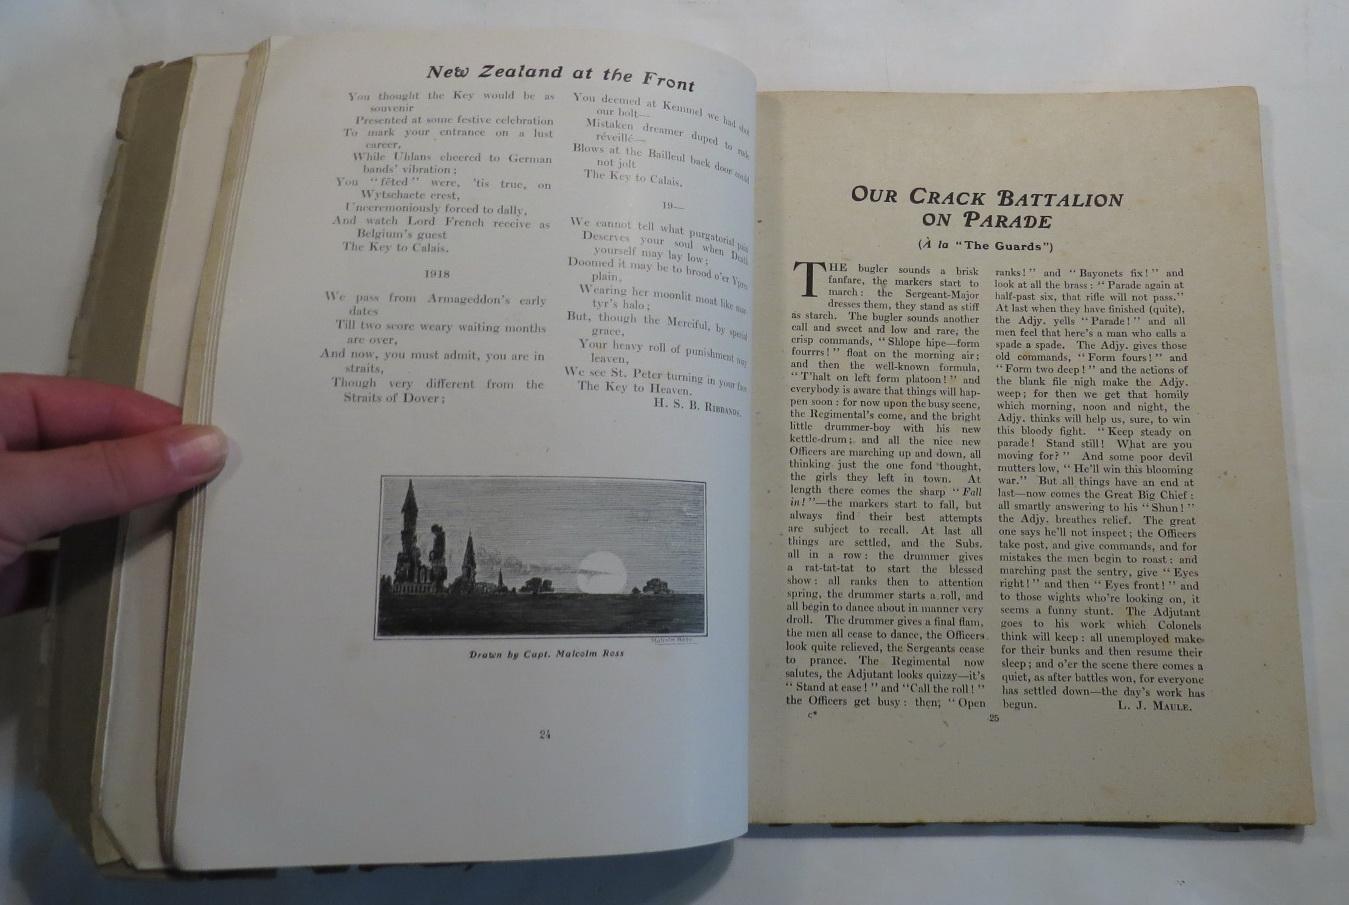 New Zealand at the Front
You thought the Key would be as
souvenir
Presented at some festive celebration
To mark your entrance on a lust
career,
While Uhlans cheered to German
bands' vibration;
You "fêted" were, 'tis true, on
Wytschaete crest,
Unceremoniously forced to dally,
And watch Lord French receive as
Belgium's guest
The Key to Calais.
1918
We pass from Armageddon's early
dates
Till two score weary waiting months
are over,
And now, you must admit, you are in
straits,
Though very different from the
Straits of Dover;
You deemed at Kemmel we had shot
our bolt—
Mistaken dreamer duped to
réveillé—
Blows at the Bailleul back door could
not jolt
The Key to Calais.
19—
We cannot tell what purgatorial
Deserves your soul when Death
yourself may lay low;
Doomed it may be to brood o'er Ypres
plain,
Wearing her moonlit moat like
tyr's halo;
But, though the Merciful, by special
grace,
Your heavy roll of punishment may
leaven,
We see St. Peter turning in your face
The Key to Heaven.
H. S. B. Ribbands.
Malcolm Ross
Drawn by Capt. Malcolm Ross
24
Our Crack Battalion
on Parade
(À la "The Guards")
THE bugler sounds a brisk
fanfare, the markers start to
march: the Sergeant-Major
dresses them, they stand as stiff
as starch. The bugler sounds another
call and sweet and low and rare; the
crisp commands, "Shlope hipe—form
fourrrs!" float on the morning air;
and then the well-known formula,
"T'halt on left form platoon!" and
everybody is aware that things will hap-
pen soon: for now upon the busy scene,
the Regimental's come, and the bright
little drummer-boy with his new
kettle-drum; and all the nice new
Officers are marching up and down, all
thinking just the one fond thought,
the girls they left in town. At
length there comes the sharp "Fall
in!"—the markers start to fall, but
always find their best attempts
are subject to recall. At last all
things are settled, and the Subs.
all in a row: the drummer gives
a rat-tat-tat to start the blessed
show: all ranks then to attention
spring, the drummer starts a roll, and
all begin to dance about in manner very
droll. The drummer gives a final flam,
the men all cease to dance, the Officers
look quite relieved, the Sergeants cease
to prance. The Regimental now
salutes, the Adjutant looks quizzy—it's
"Stand at ease!" and "Call the roll!"
the Officers get busy: then; "Open
c*
ranks!" and "Bayonets fix!" and
look at all the brass: "Parade again at
half-past six, that rifle will not pass."
At last when they have finished (quite),
the Adjy. yells "Parade!" and all
men feel that here's a man who calls a
spade a spade. The Adjy. gives those
old commands, "Form fours!" and
"Form two deep!" and the actions of
the blank file nigh make the Adjy.
weep; for then we get that homily
which morning, noon and night, the
Adjy. thinks will help us, sure, to win
this bloody fight. "Keep steady on
parade! Stand still! What are you
moving for?" And some poor devil
mutters low, "He'll win this blooming
war." But all things have an end at
last—now comes the Great Big Chief:
all smartly answering to his "Shun!"
the Adjy. breathes relief. The great
one says he'll not inspect; the Officers
take post, and give commands, and for
mistakes the men begin to roast: and
marching past the sentry, give "Eyes
right!" and then "Eyes front!" and
to those wights who're looking on, it
seems a funny stunt. The Adjutant
goes to his work which Colonels
think will keep: all unemployed make
for their bunks and then resume their
sleep; and o'er the scene there comes a
quiet, as after battles won, for everyone
has settled down—the day's work has
begun. L. J. Maule.
25